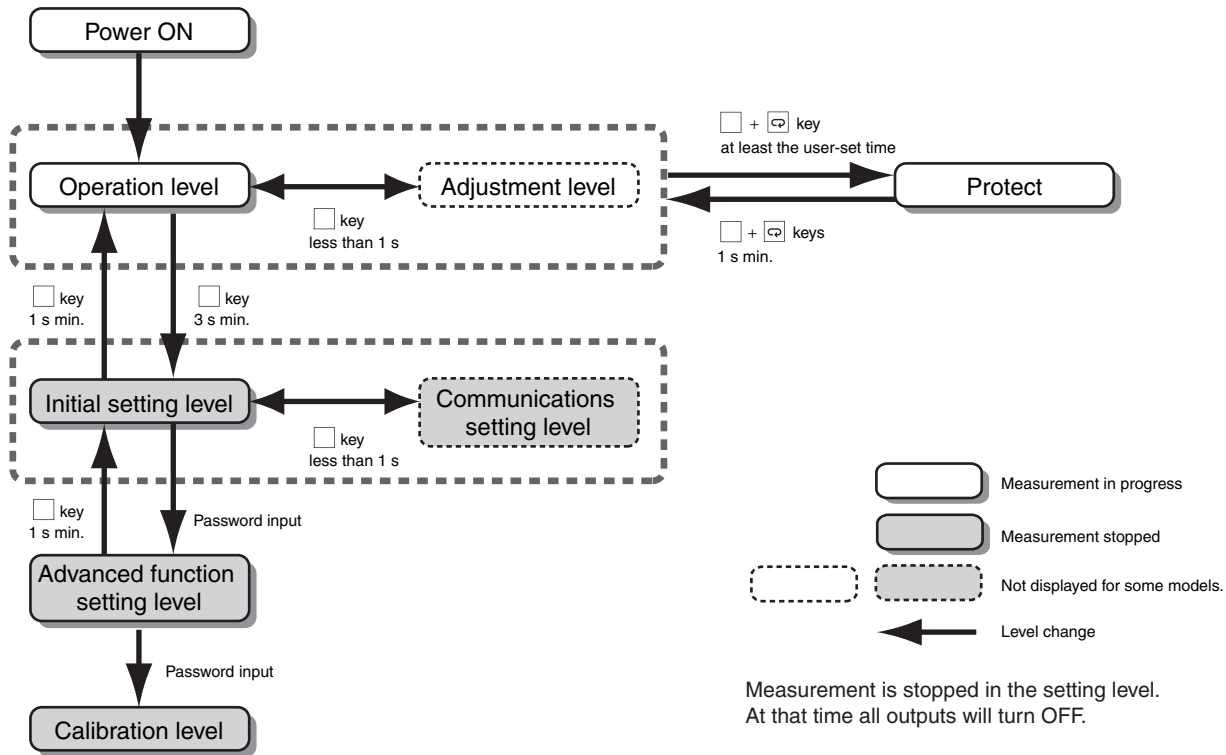 Power ON
+ key
at least the user-set time
Operation level
Adjustment level
Protect
key
less than 1 s
+ keys
1 s min.
key
1 s min.
key
3 s min.
Initial setting level
Communications
setting level
key
less than 1 s
Measurement in progress
key
1 s min.
Password input
Measurement stopped
Advanced function
setting level
Not displayed for some models.
Level change
Password input
Measurement is stopped in the setting level.
At that time all outputs will turn OFF.
Calibration level